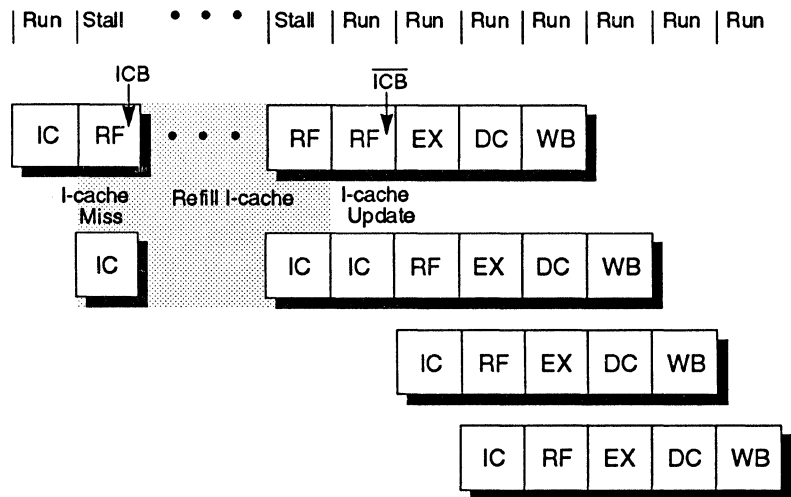 Run Stall • • • Stall Run Run Run Run Run Run Run
ICB I̅C̅B̅
IC RF • • • RF RF EX DC WB
I-cache Miss Refill I-cache I-cache Update
IC IC IC RF EX DC WB
IC RF EX DC WB
IC RF EX DC WB